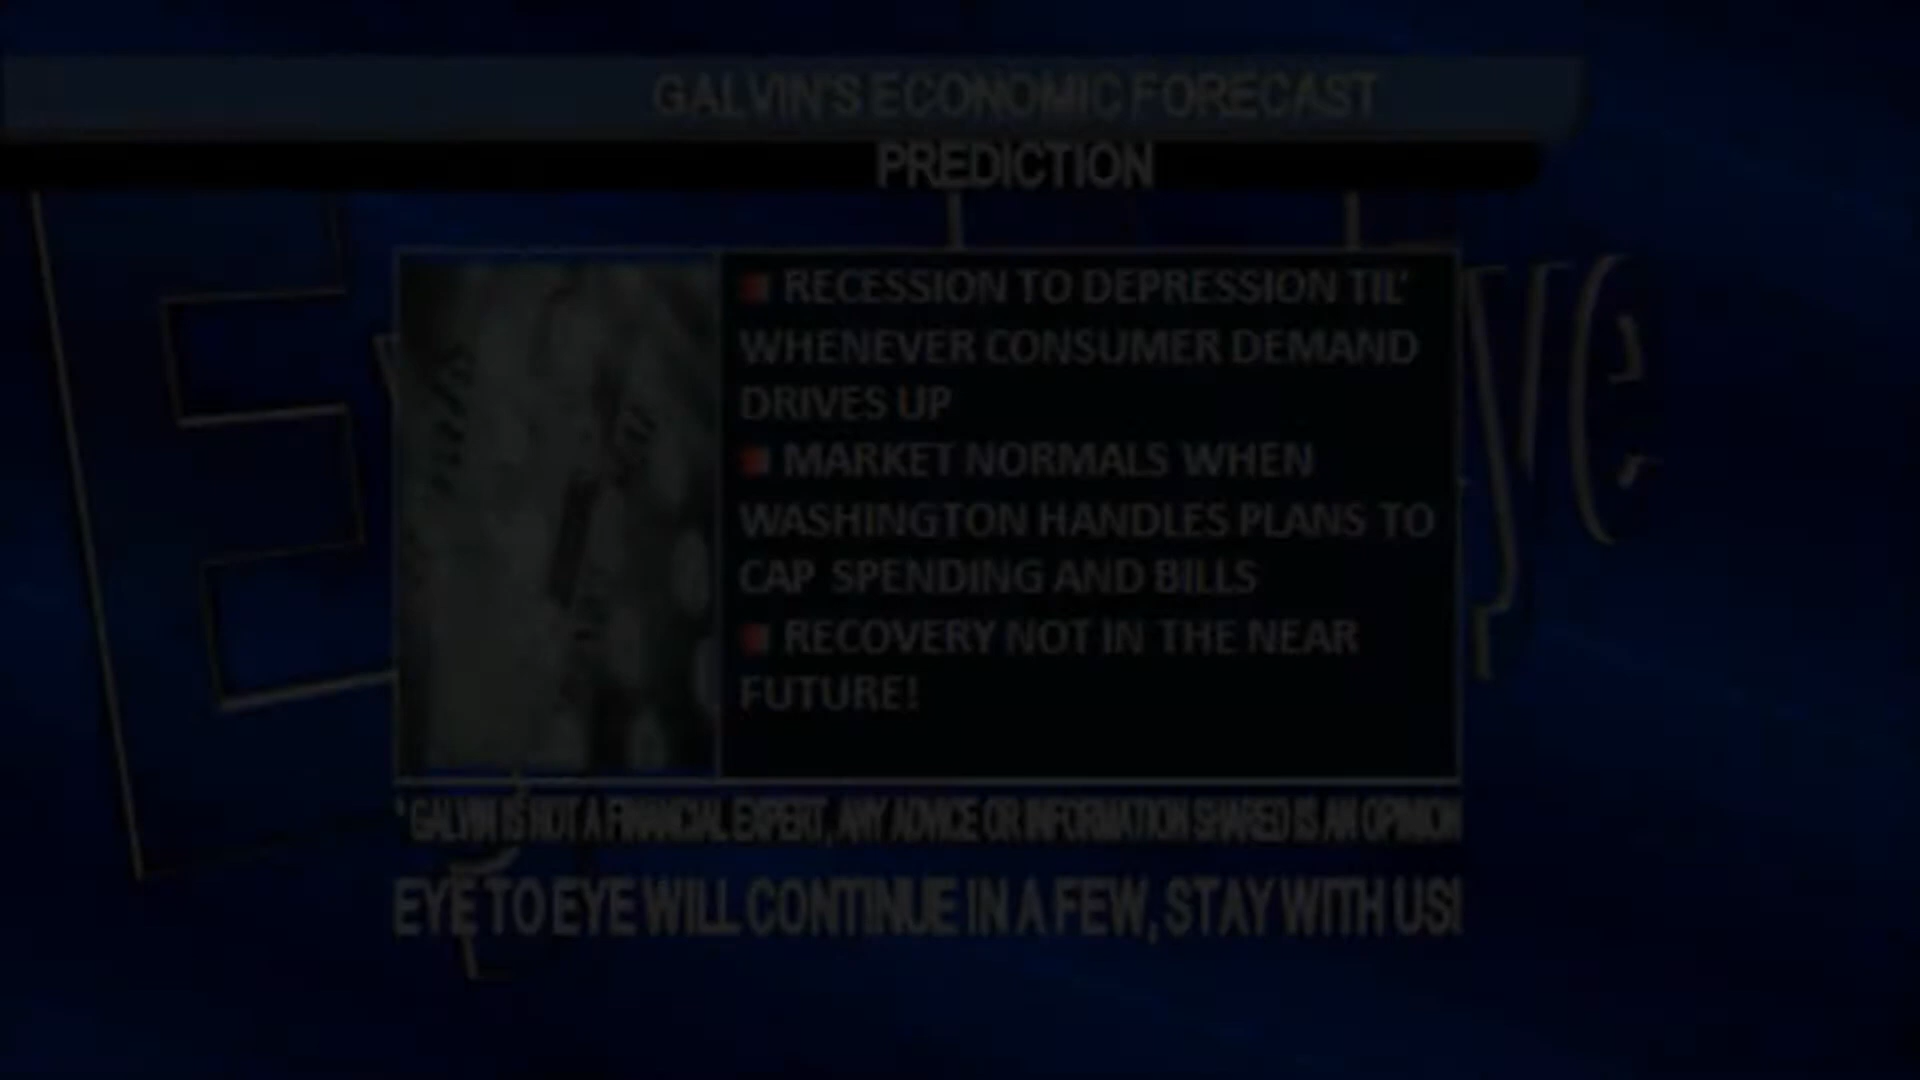 GALVIN'S ECONOMIC FORECAST
PREDICTION
RECESSION TO DEPRESSION TIL'
WHENEVER CONSUMER DEMAND
DRIVES UP
MARKET NORMALS WHEN
WASHINGTON HANDLES PLANS TO
CAP SPENDING AND BILLS
RECOVERY NOT IN THE NEAR
FUTURE!
* GALVIN IS NOT A FINANCIAL EXPERT, ANY ADVICE OR INFORMATION SHARED IS AN OPINION
EYE TO EYE WILL CONTINUE IN A FEW, STAY WITH US!